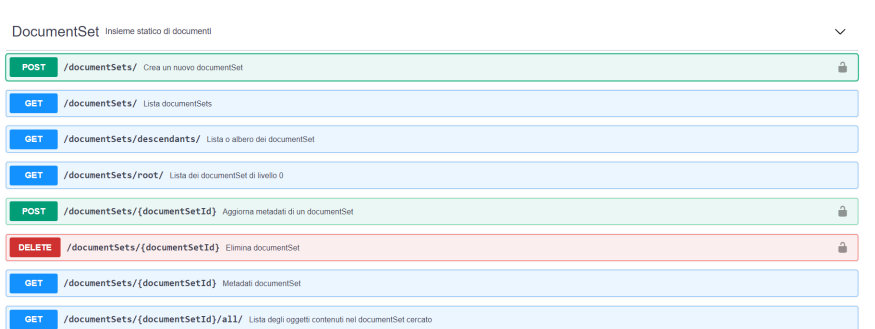 DocumentSet Insieme statico di documenti
POST /documentSets/ Crea un nuovo documentSet
GET /documentSets/ Lista documentSets
GET /documentSets/descendants/ Lista o albero dei documentSet
GET /documentSets/root/ Lista dei documentSet di livello 0
POST /documentSets/{documentSetId} Aggiorna metadati di un documentSet
DELETE /documentSets/{documentSetId} Elimina documentSet
GET /documentSets/{documentSetId} Metadati documentSet
GET /documentSets/{documentSetId}/all/ Lista degli oggetti contenuti nel documentSet cercato